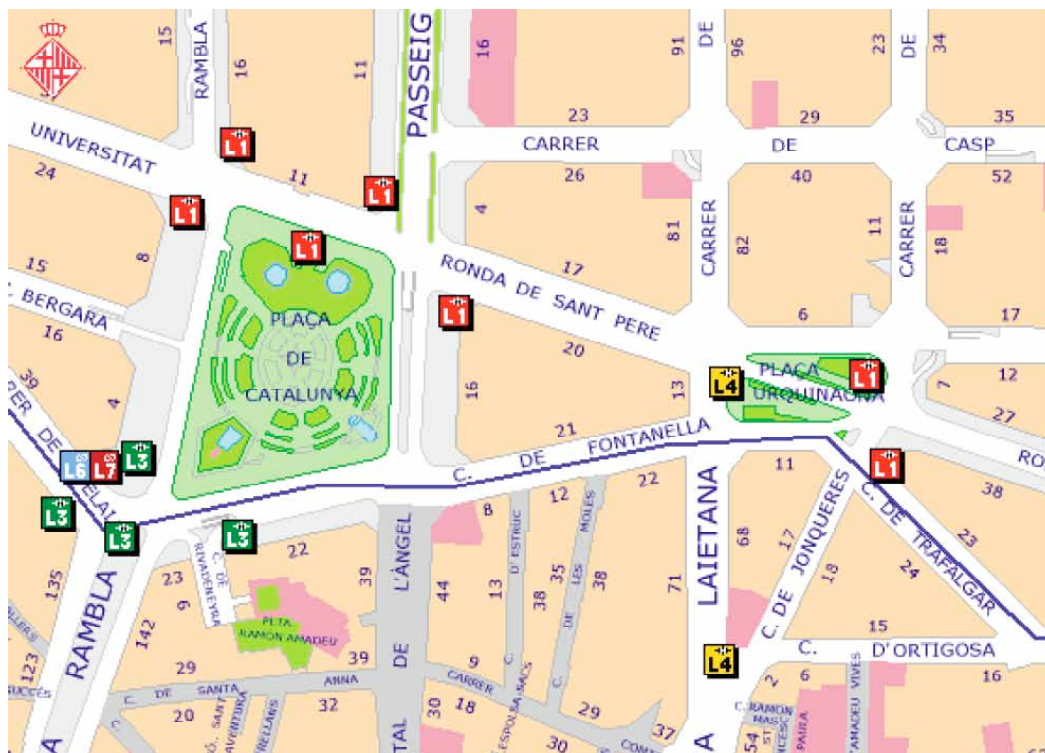 15
RAMBLA
16
11
PASSEIG
16
91
DE
96
23
DE
34
UNIVERSITAT
L1
23
29
35
CARRER
DE
CASP
24
11
L1
26
40
52
L1
4
81
CARRER
82
11
CARRER
18
8
L1
RONDA DE SANT PERE
17
15
C. BERGARA
L1
6
17
16
PLAÇA
DE
CATALUNYA
20
39
4
16
13
L4
PLAÇA
URQUINAONA
L1
7
12
27
21
C. DE FONTANELLA
L6
L7
L3
11
L1
38
L3
L3
L3
8
12
22
C. DE TRAFALGAR
23
24
135
RAMBLA
C. DE
RIVADENEYRA
22
39
L'ÀNGEL
44
13
D'ESTRUC
38
35
C. DE LES MOLES
38
71
LAIETANA
68
17
C. DE JONQUERES
18
23
9
142
PLTA.
RAMON AMADEU
123
29
39
DE
9
L4
15
C. D'ORTIGOSA
C. DE SANTA ANNA
CARRER
2
6
16
20
32
30
18
29
37
30
54
C. RAMON
AMADEU VIVES
PAULA